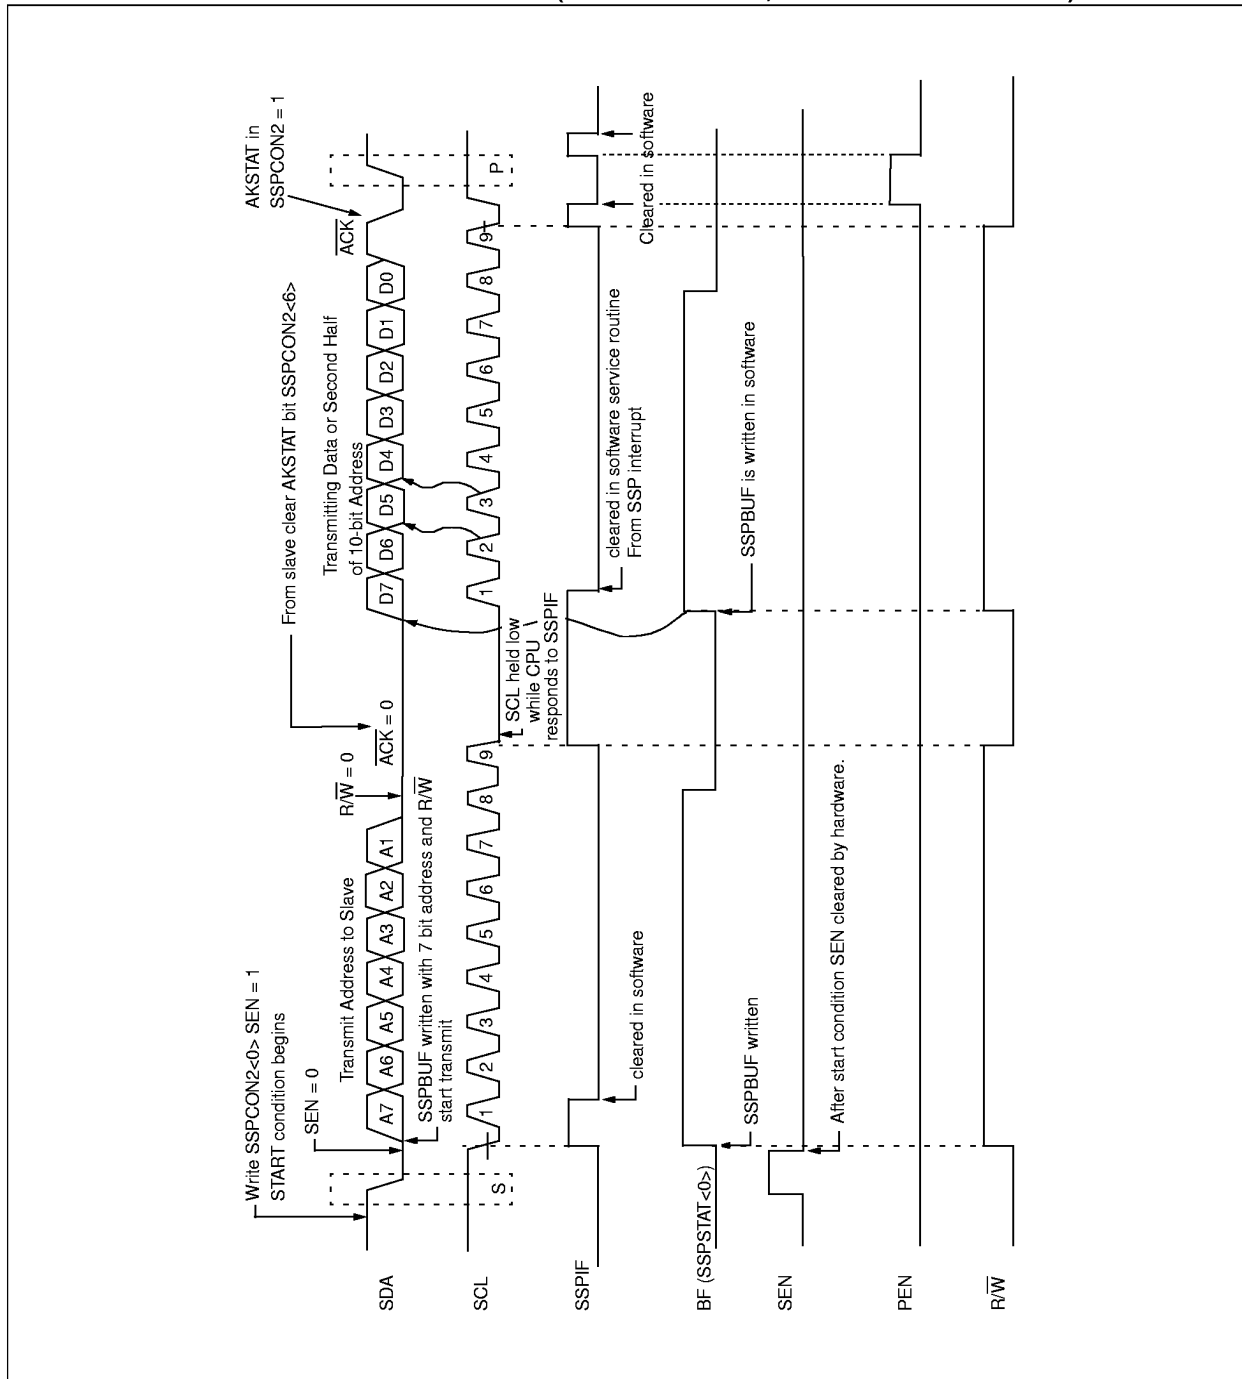 Write SSPCON2<0> SEN = 1
START condition begins
SEN = 0
Transmit Address to Slave
R/W = 0
ACK = 0
From slave clear AKSTAT bit SSPCON2<6>
Transmitting Data or Second Half
of 10-bit Address
ACK
AKSTAT in
SSPCON2 = 1
SDA
A7 A6 A5 A4 A3 A2 A1
D7 D6 D5 D4 D3 D2 D1 D0
SSPBUF written with 7 bit address and R/W
start transmit
SCL
S
1 2 3 4 5 6 7 8 9
1 2 3 4 5 6 7 8 9
P
SCL held low
while CPU
responds to SSPIF
SSPIF
cleared in software
cleared in software service routine
From SSP interrupt
Cleared in software
BF (SSPSTAT<0>)
SSPBUF written
SSPBUF is written in software
SEN
After start condition SEN cleared by hardware.
PEN
R/W